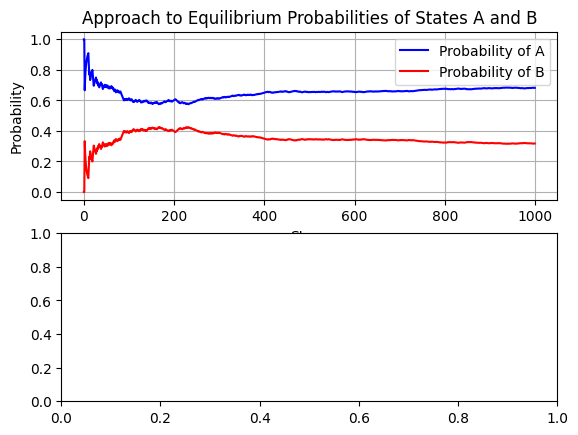 Approach to Equilibrium Probabilities of States A and B
1.0
0.8
0.6
0.4
0.2
0.0
Probability
Probability of A
Probability of B
0 200 400 600 800 1000
1.0
0.8
0.6
0.4
0.2
0.0
0.0 0.2 0.4 0.6 0.8 1.0